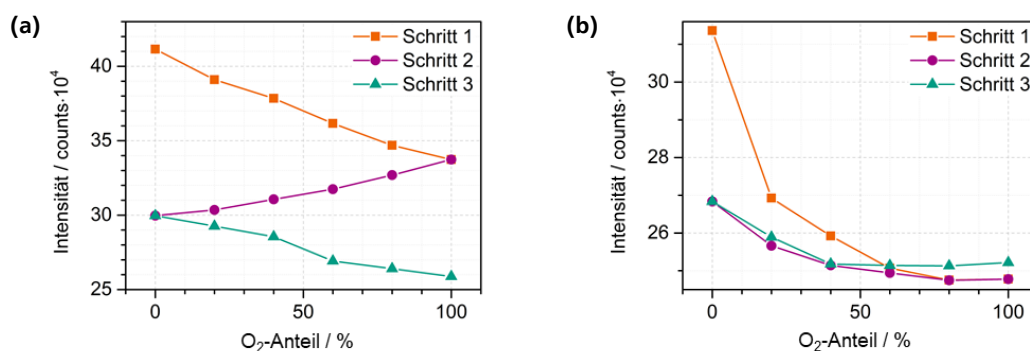 (a)
Intensität / counts·10⁴
40
35
30
25
0
50
100
O₂-Anteil / %
Schritt 1
Schritt 2
Schritt 3
(b)
Intensität / counts·10⁴
30
28
26
0
50
100
O₂-Anteil / %
Schritt 1
Schritt 2
Schritt 3